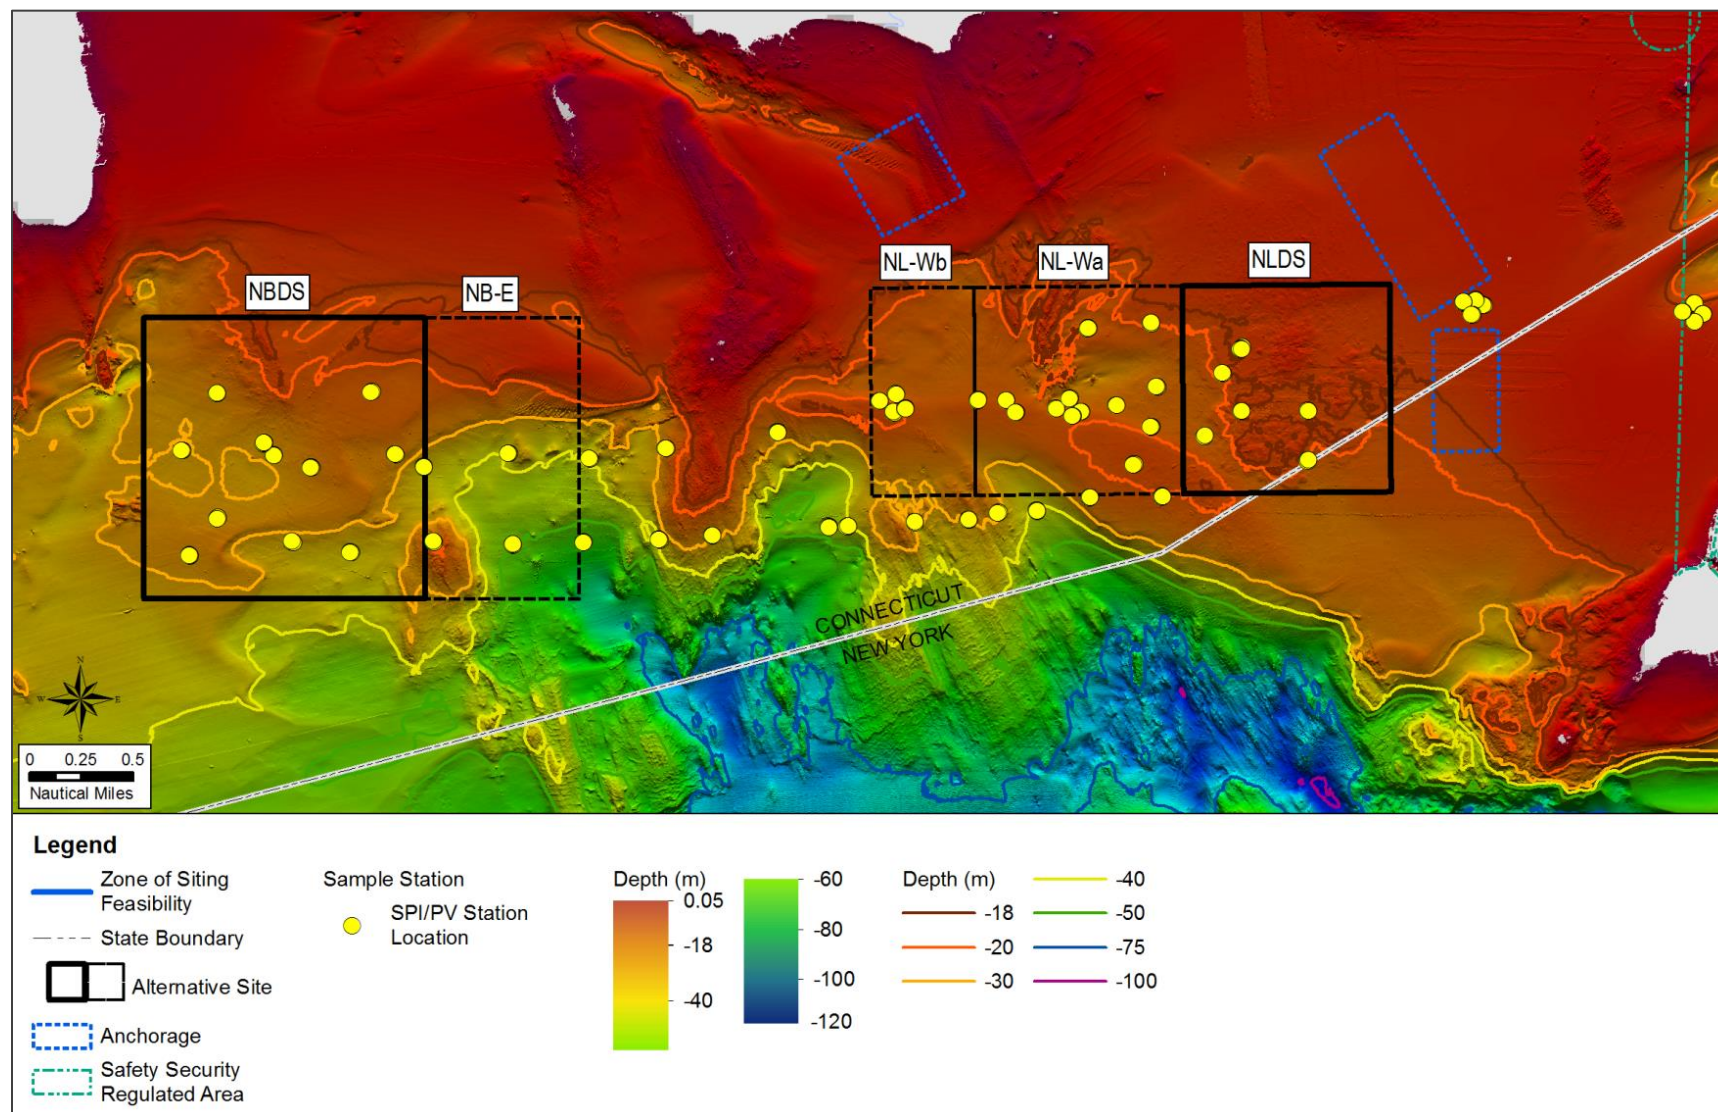 NBDS
NB-E
NL-Wb
NL-Wa
NLDS
CONNECTICUT
NEW YORK
N
W
E
S
0 0.25 0.5
Nautical Miles
Legend
Zone of Siting
Feasibility
State Boundary
Alternative Site
Anchorage
Safety Security
Regulated Area
Sample Station
SPI/PV Station
Location
Depth (m)
0.05
-18
-40
-60
-80
-100
-120
Depth (m)
-18
-20
-30
-40
-50
-75
-100